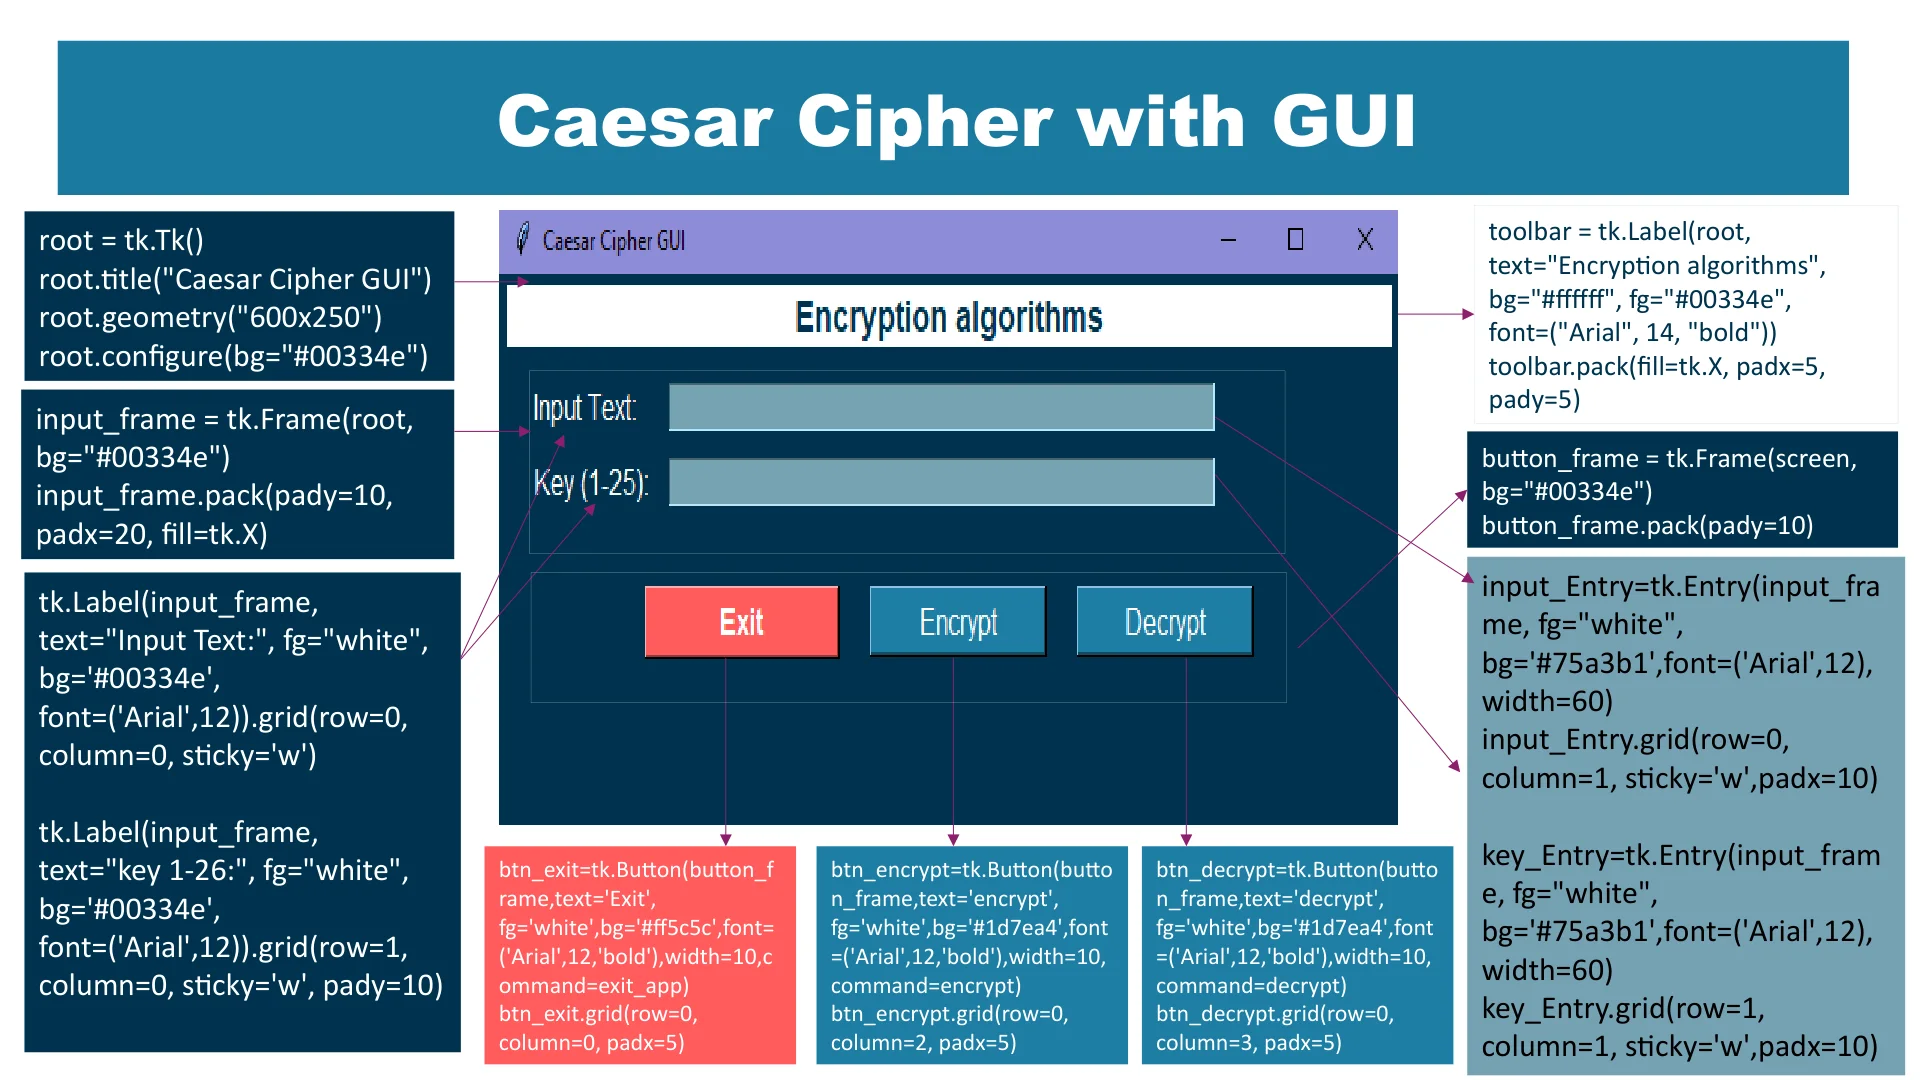 Caesar Cipher with GUI
root = tk.Tk()
root.title("Caesar Cipher GUI")
root.geometry("600x250")
root.configure(bg="#00334e")
input_frame = tk.Frame(root,
bg="#00334e")
input_frame.pack(pady=10,
padx=20, fill=tk.X)
tk.Label(input_frame,
text="Input Text:", fg="white",
bg='#00334e',
font=('Arial',12)).grid(row=0,
column=0, sticky='w')
tk.Label(input_frame,
text="key 1-26:", fg="white",
bg='#00334e',
font=('Arial',12)).grid(row=1,
column=0, sticky='w', pady=10)
Caesar Cipher GUI
Encryption algorithms
Input Text:
Key (1-25):
Exit
Encrypt
Decrypt
btn_exit=tk.Button(button_f
rame,text='Exit',
fg='white',bg='#ff5c5c',font=
('Arial',12,'bold'),width=10,c
ommand=exit_app)
btn_exit.grid(row=0,
column=0, padx=5)
btn_encrypt=tk.Button(butto
n_frame,text='encrypt',
fg='white',bg='#1d7ea4',font
=('Arial',12,'bold'),width=10,
command=encrypt)
btn_encrypt.grid(row=0,
column=2, padx=5)
btn_decrypt=tk.Button(butto
n_frame,text='decrypt',
fg='white',bg='#1d7ea4',font
=('Arial',12,'bold'),width=10,
command=decrypt)
btn_decrypt.grid(row=0,
column=3, padx=5)
toolbar = tk.Label(root,
text="Encryption algorithms",
bg="#ffffff", fg="#00334e",
font=("Arial", 14, "bold"))
toolbar.pack(fill=tk.X, padx=5,
pady=5)
button_frame = tk.Frame(screen,
bg="#00334e")
button_frame.pack(pady=10)
input_Entry=tk.Entry(input_fra
me, fg="white",
bg='#75a3b1',font=('Arial',12),
width=60)
input_Entry.grid(row=0,
column=1, sticky='w',padx=10)
key_Entry=tk.Entry(input_fram
e, fg="white",
bg='#75a3b1',font=('Arial',12),
width=60)
key_Entry.grid(row=1,
column=1, sticky='w',padx=10)